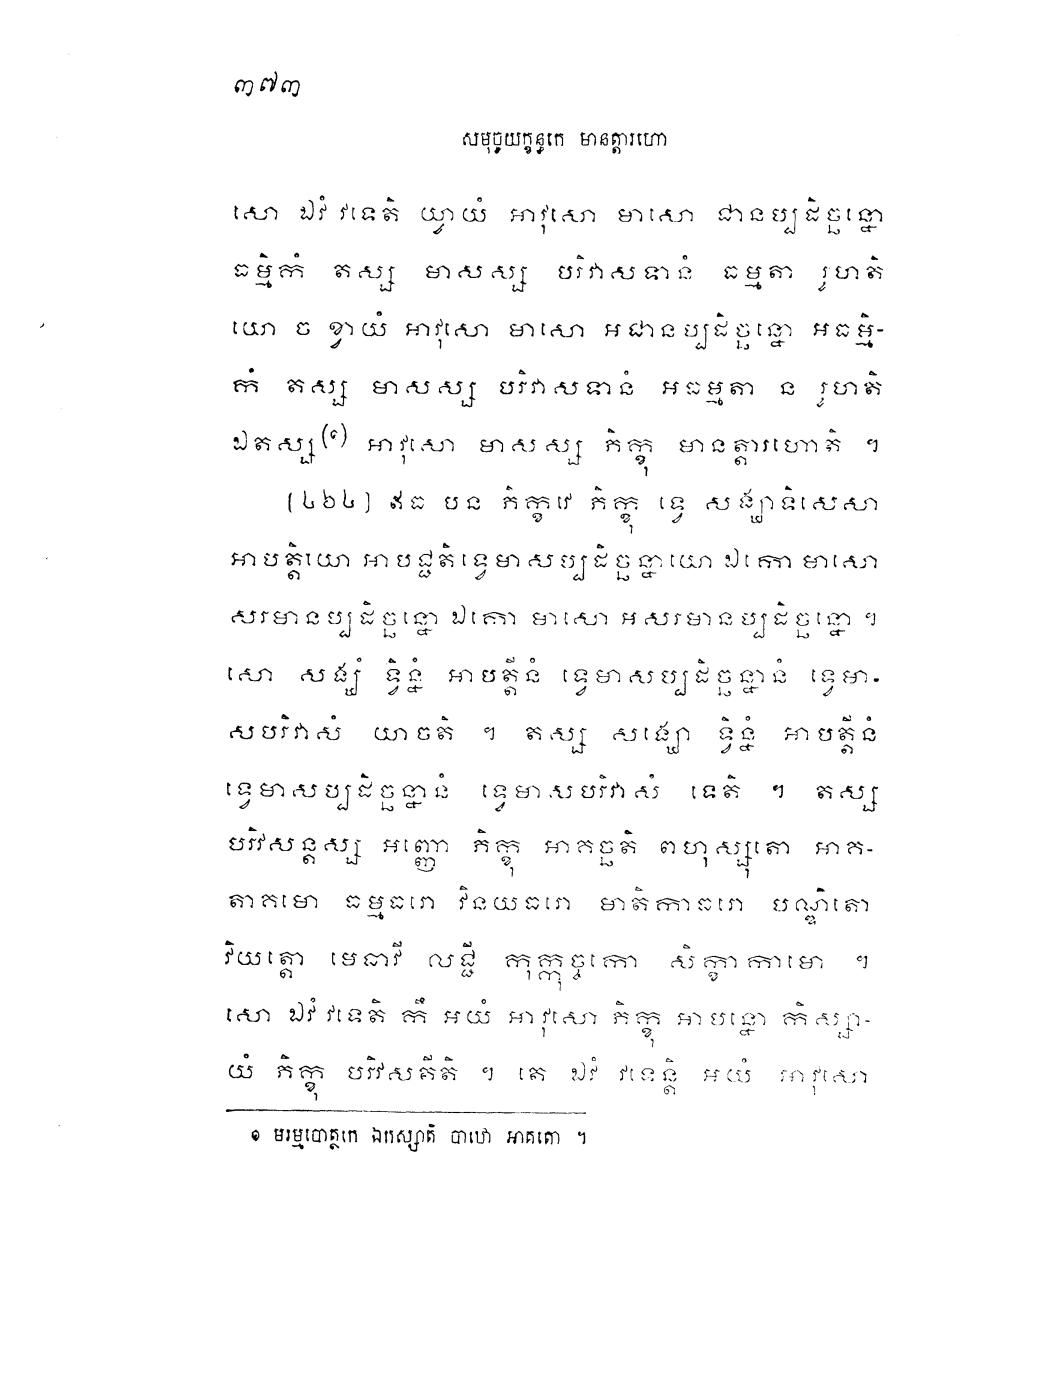 ៣៧៣
សមុច្ចយក្ខន្ធកេ មានត្តារហោ
សោ ឯវំ វទេតិ យ្វាយំ អាវុសោ មាសោ ជានប្បដិច្ឆន្នោ
ធម្មិកំ តស្ស មាសស្ស បរិវាសទានំ ធម្មតា រូហតិ
យោ ច ខ្វាយំ អាវុសោ មាសោ អជានប្បដិច្ឆន្នោ អធម្មិ-
កំ តស្ស មាសស្ស បរិវាសទានំ អធម្មតា ន រូហតិ
ឯតស្ស(១) អាវុសោ មាសស្ស ភិក្ខុ មានត្តារហោតិ ។
[៤៦៤] ឥធ បន ភិក្ខវេ ភិក្ខុ ទ្វេ សង្ឃាទិសេសា
អាបត្តិយោ អាបជ្ជតិ ទ្វេមាសប្បដិច្ឆន្នាយោ ឯកោ មាសោ
សរមានប្បដិច្ឆន្នោ ឯកោ មាសោ អសរមានប្បដិច្ឆន្នោ ។
សោ សង្ឃំ ទ្វិន្នំ អាបត្តីនំ ទ្វេមាសប្បដិច្ឆន្នានំ ទ្វេមា-
សបរិវាសំ យាចតិ ។ តស្ស សង្ឃោ ទ្វិន្នំ អាបត្តីនំ
ទ្វេមាសប្បដិច្ឆន្នានំ ទ្វេមាសបរិវាសំ ទេតិ ។ តស្ស
បរិវសន្តស្ស អញ្ញោ ភិក្ខុ អាគច្ឆតិ ពហុស្សុតោ អាគ-
តាគមោ ធម្មធរោ វិនយធរោ មាតិកាធរោ បណ្ឌិតោ
វិយត្តោ មេធាវី លជ្ជី កុក្កុច្ចកោ សិក្ខាកាមោ ។
សោ ឯវំ វទេតិ កឹ អយំ អាវុសោ ភិក្ខុ អាបន្នោ កិស្សា-
យំ ភិក្ខុ បរិវសតីតិ ។ តេ ឯវំ វទេន្តិ អយំ អាវុសោ
១ មរម្មបោត្ថកេ ឯកស្សាតិ បាឋោ អាគតោ ។